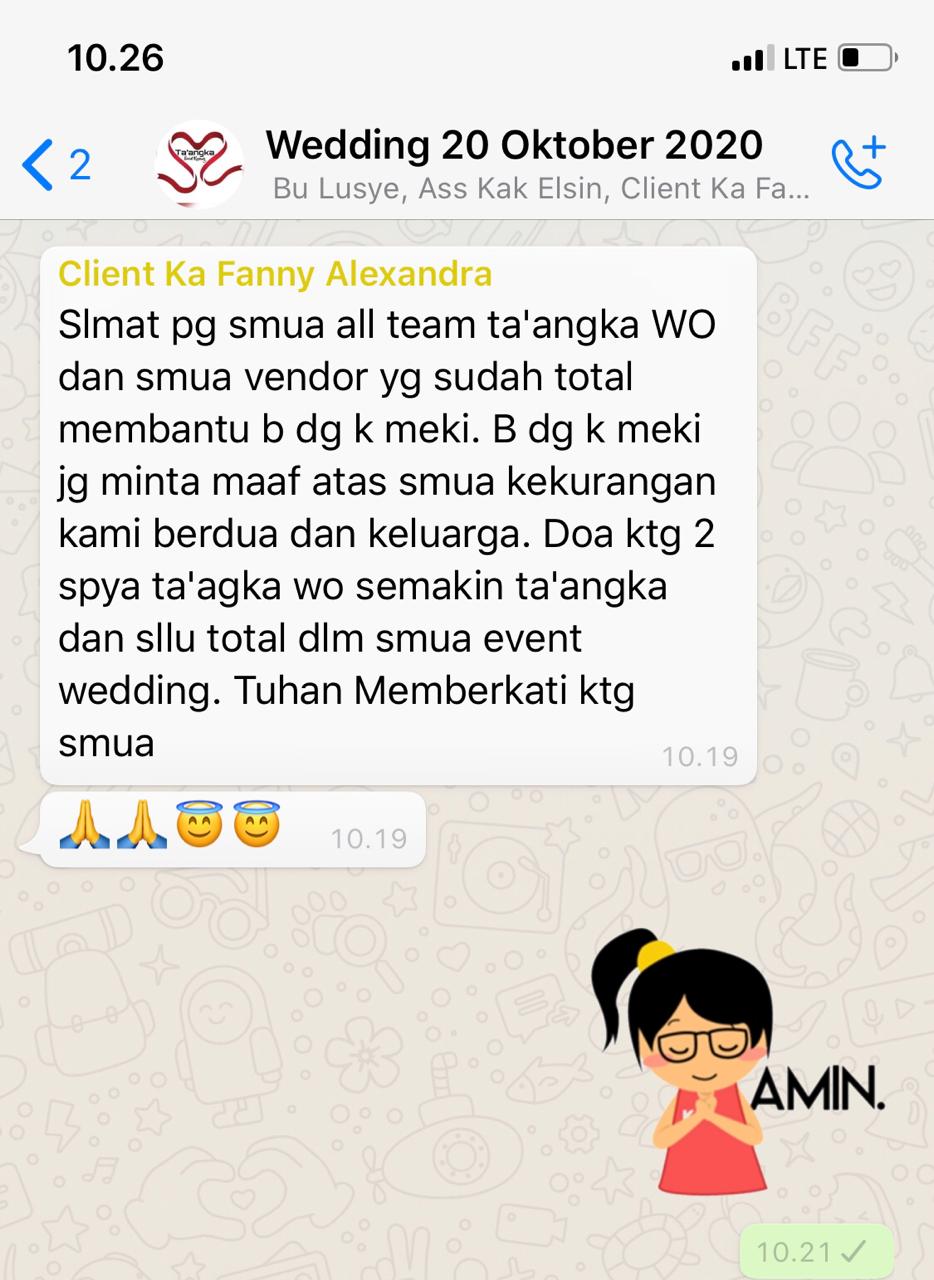 10.26
LTE
2
Ta'angka
Wedding 20 Oktober 2020
Bu Lusye, Ass Kak Elsin, Client Ka Fa...
Client Ka Fanny Alexandra
Slmat pg smua all team ta'angka WO
dan smua vendor yg sudah total
membantu b dg k meki. B dg k meki
jg minta maaf atas smua kekurangan
kami berdua dan keluarga. Doa ktg 2
spya ta'agka wo semakin ta'angka
dan sllu total dlm smua event
wedding. Tuhan Memberkati ktg
smua
10.19
🙏🙏😇😇
10.19
AMIN.
10.21